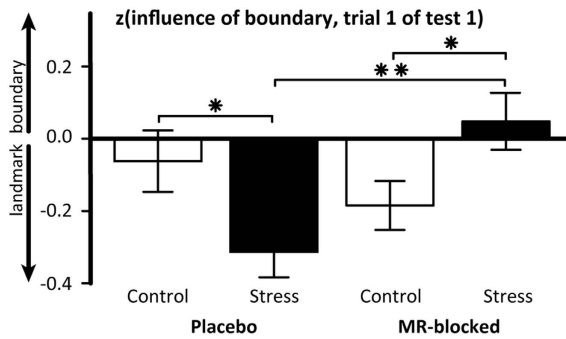 z(influence of boundary, trial 1 of test 1)
boundary
landmark
0.2
0.0
-0.2
-0.4
*
* *
*
Control Stress Control Stress
Placebo MR-blocked